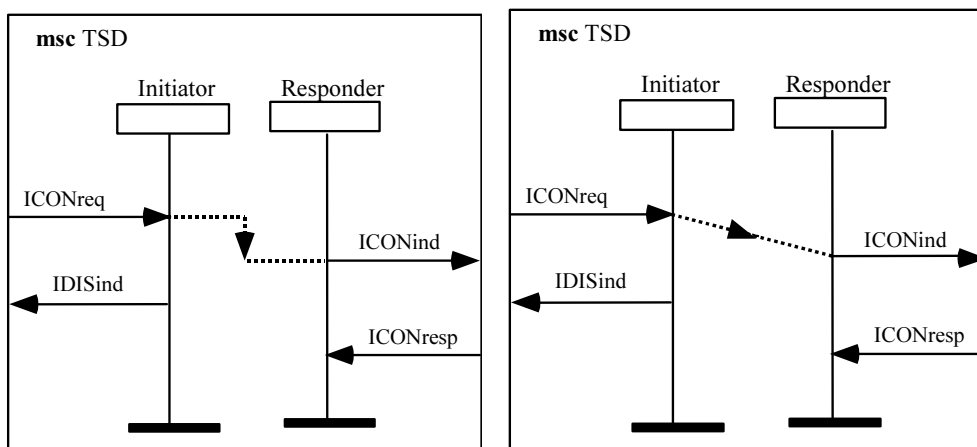 msc TSD
Initiator
Responder
ICONreq
ICONind
IDISind
ICONresp
msc TSD
Initiator
Responder
ICONreq
ICONind
IDISind
ICONresp